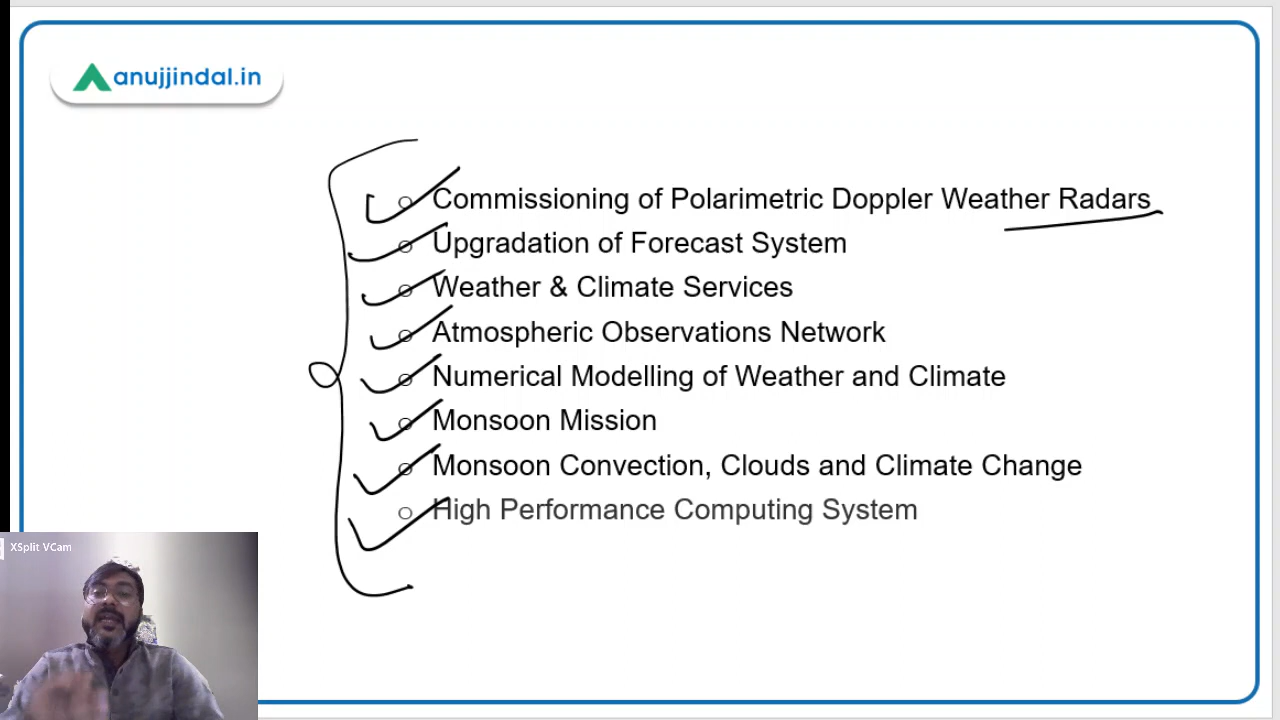 anujjindal.in
Commissioning of Polarimetric Doppler Weather Radars
Upgradation of Forecast System
Weather & Climate Services
Atmospheric Observations Network
Numerical Modelling of Weather and Climate
Monsoon Mission
Monsoon Convection, Clouds and Climate Change
High Performance Computing System
XSplit VCam